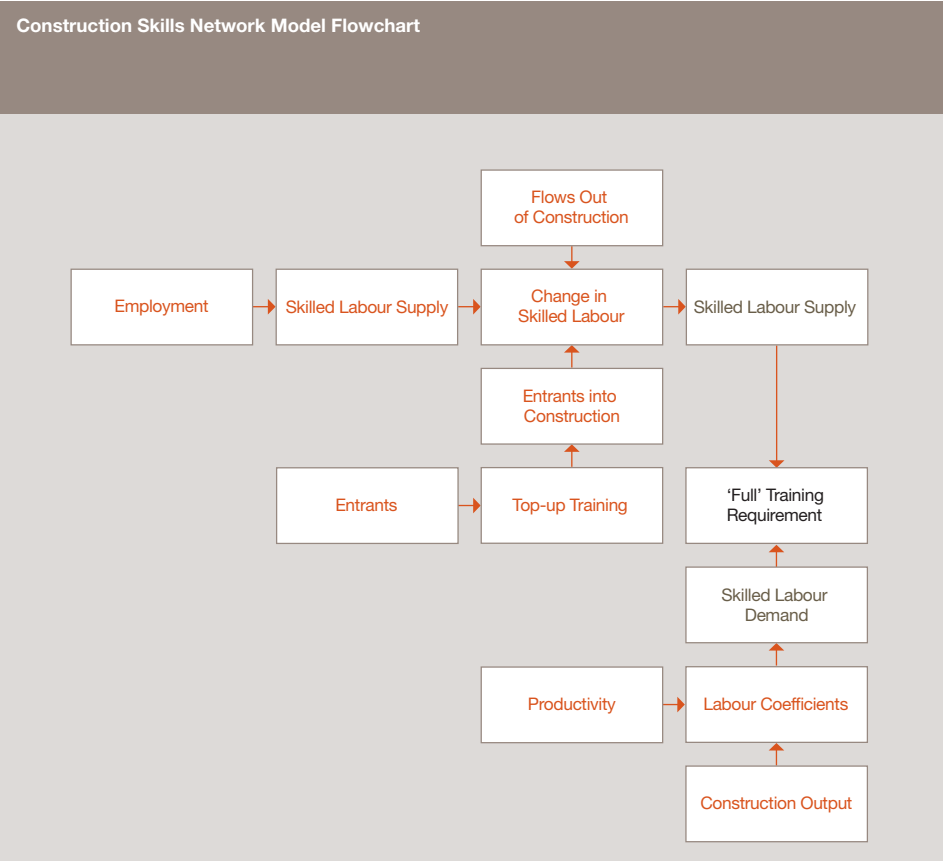 Construction Skills Network Model Flowchart
Flows Out
of Construction
Employment
Skilled Labour Supply
Change in
Skilled Labour
Skilled Labour Supply
Entrants into
Construction
Entrants
Top-up Training
‘Full’ Training
Requirement
Skilled Labour
Demand
Productivity
Labour Coefficients
Construction Output